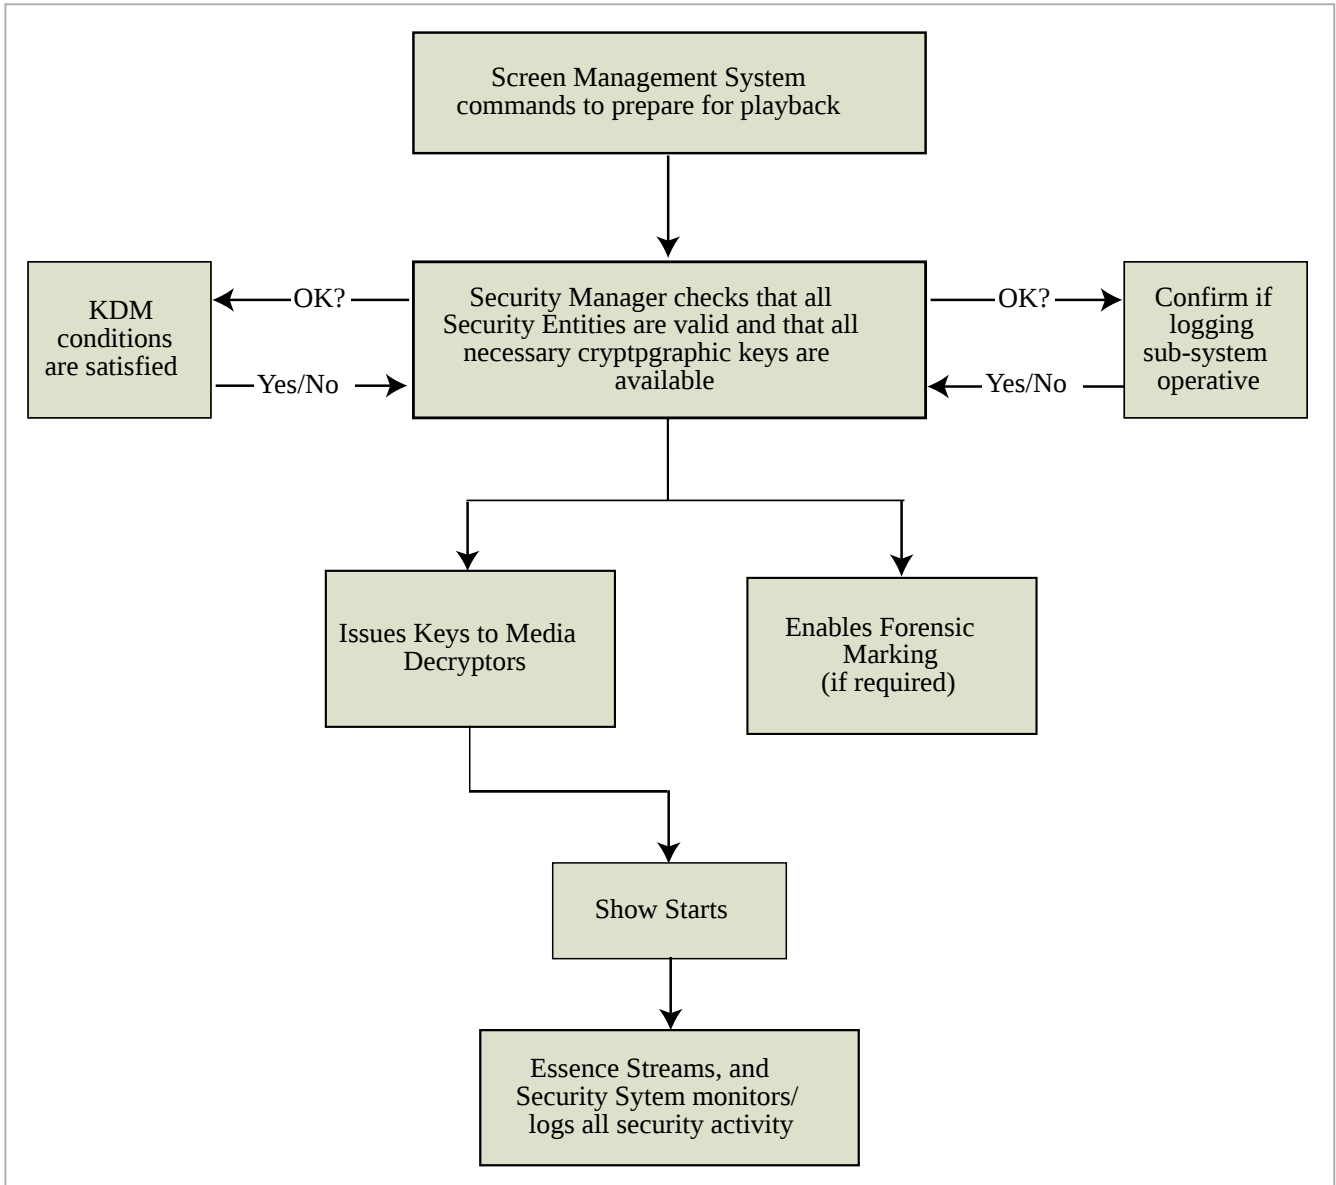 Screen Management System
commands to prepare for playback
KDM
conditions
are satisfied
OK?
Yes/No
Security Manager checks that all
Security Entities are valid and that all
necessary cryptpgraphic keys are
available
OK?
Yes/No
Confirm if
logging
sub-system
operative
Issues Keys to Media
Decryptors
Enables Forensic
Marking
(if required)
Show Starts
Essence Streams, and
Security Sytem monitors/
logs all security activity